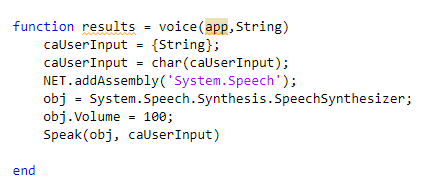 function results = voice(app,String)
caUserInput = {String};
caUserInput = char(caUserInput);
NET.addAssembly('System.Speech');
obj = System.Speech.Synthesis.SpeechSynthesizer;
obj.Volume = 100;
Speak(obj, caUserInput)
end